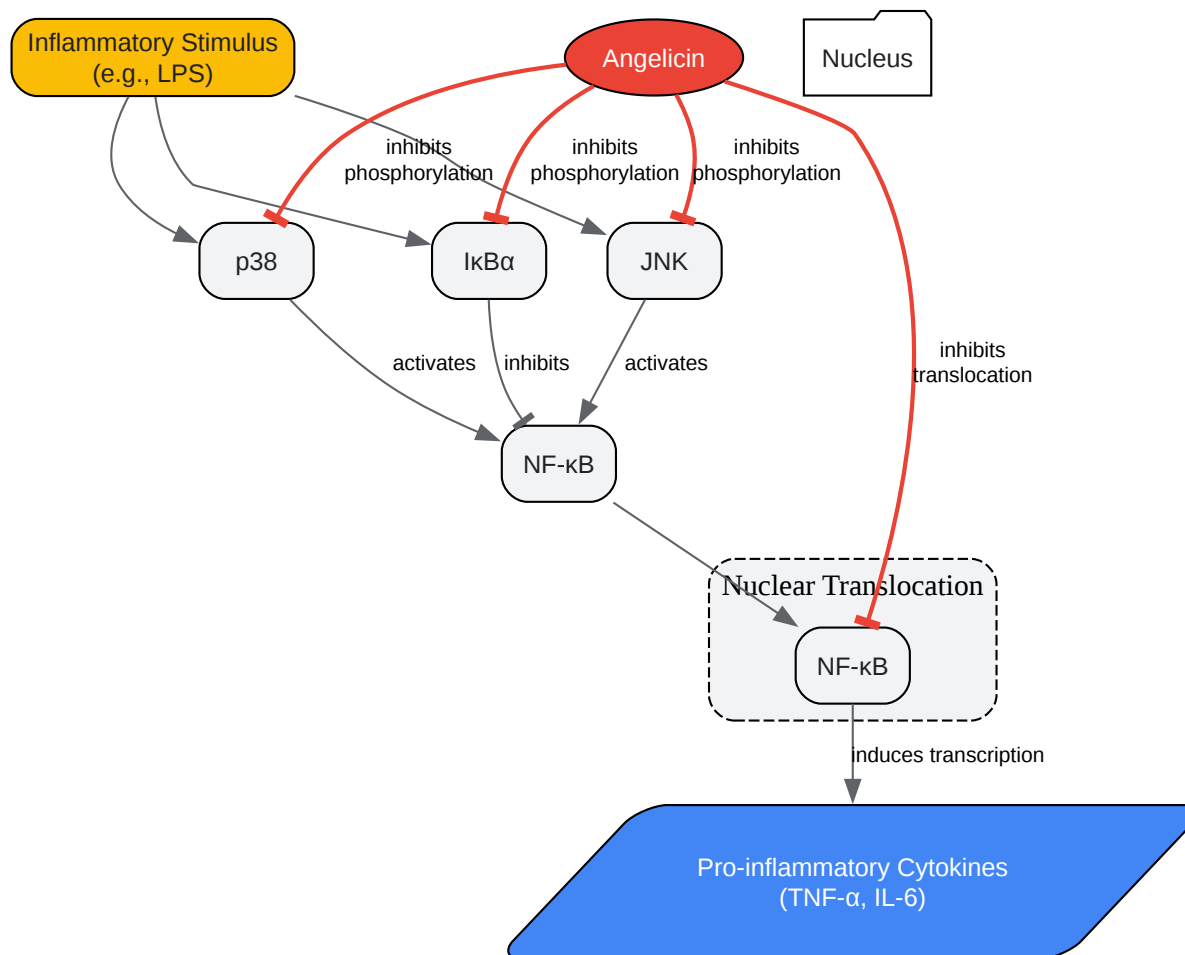 Inflammatory Stimulus
(e.g., LPS)
Angelicin
Nucleus
inhibits
phosphorylation
inhibits
phosphorylation
inhibits
phosphorylation
p38
IκBα
JNK
activates
inhibits
activates
inhibits
translocation
NF-κB
Nuclear Translocation
NF-κB
induces transcription
Pro-inflammatory Cytokines
(TNF-α, IL-6)